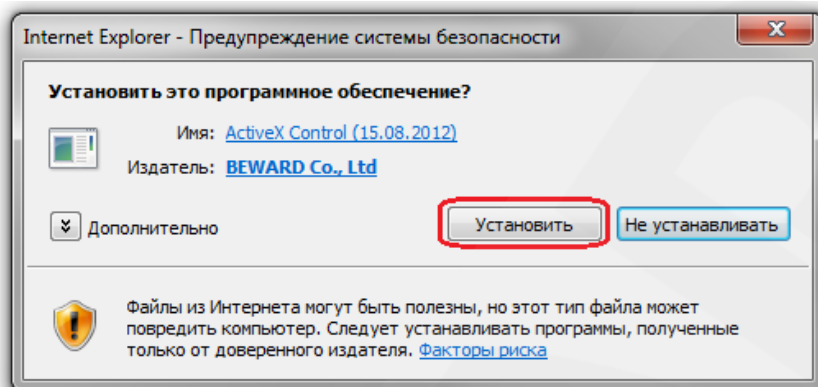 Internet Explorer - Предупреждение системы безопасности
Установить это программное обеспечение?
Имя: ActiveX Control (15.08.2012)
Издатель: BEWARD Co., Ltd
Дополнительно
Установить
Не устанавливать
Файлы из Интернета могут быть полезны, но этот тип файла может
повредить компьютер. Следует устанавливать программы, полученные
только от доверенного издателя. Факторы риска